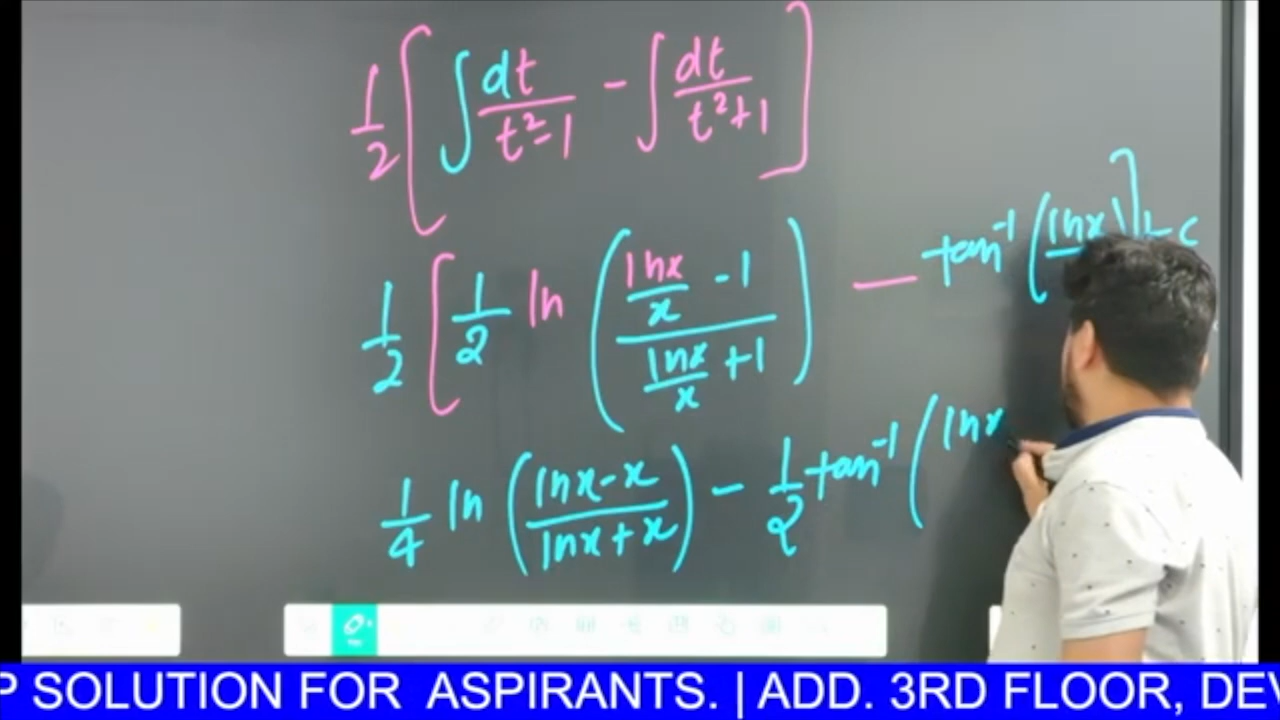 1/2 [ ∫ dt/(t² - 1) - ∫ dt/(t² + 1) ]
1/2 [ 1/2 ln ( (lnx/x - 1) / (lnx/x + 1) ) — tan⁻¹ ( lnx ) ] + c
1/4 ln ( (lnx - x) / (lnx + x) ) - 1/2 tan⁻¹ ( lnx
P SOLUTION FOR ASPIRANTS. | ADD. 3RD FLOOR,